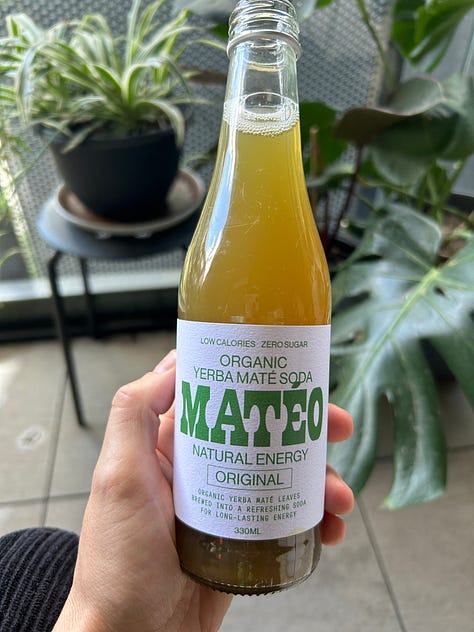 LOW CALORIES ZERO SUGAR
ORGANIC
YERBA MATÉ SODA
MATÉO
NATURAL ENERGY
ORIGINAL
ORGANIC YERBA MATÉ LEAVES
BREWED INTO A REFRESHING SODA
FOR LONG-LASTING ENERGY
330ML